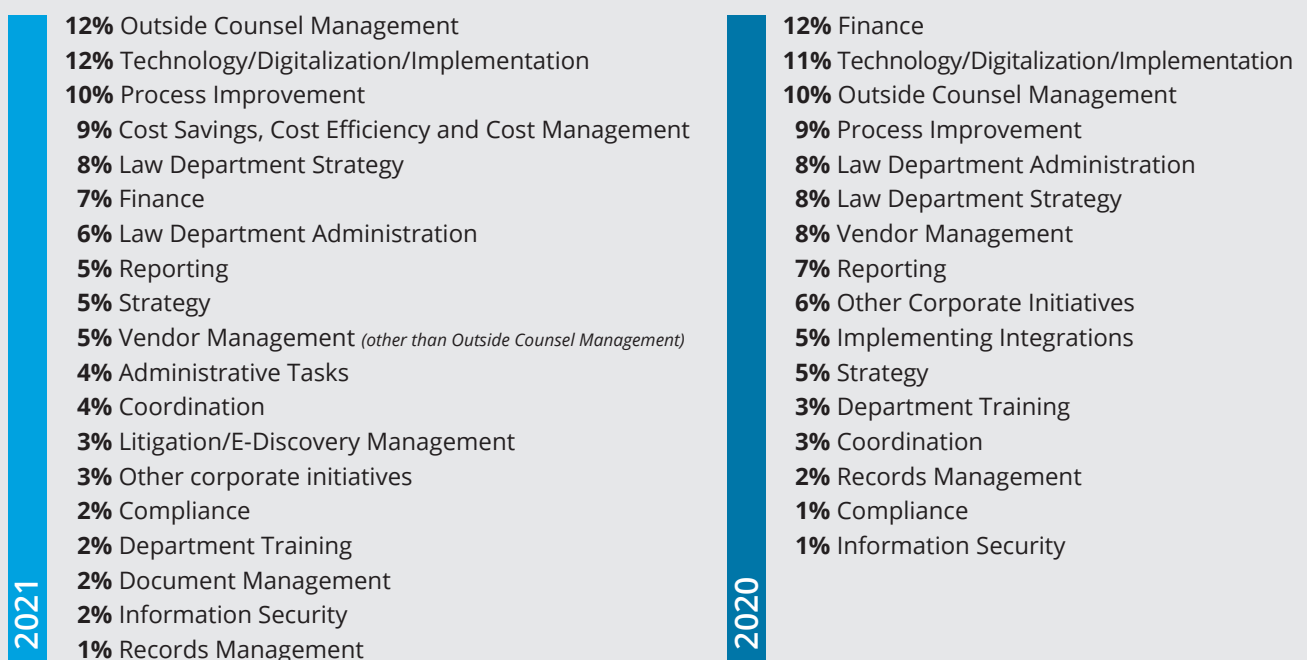 12% Outside Counsel Management
12% Technology/Digitalization/Implementation
10% Process Improvement
9% Cost Savings, Cost Efficiency and Cost Management
8% Law Department Strategy
7% Finance
6% Law Department Administration
5% Reporting
5% Strategy
5% Vendor Management (other than Outside Counsel Management)
4% Administrative Tasks
4% Coordination
3% Litigation/E-Discovery Management
3% Other corporate initiatives
2% Compliance
2% Department Training
2% Document Management
2% Information Security
1% Records Management
2021
12% Finance
11% Technology/Digitalization/Implementation
10% Outside Counsel Management
9% Process Improvement
8% Law Department Administration
8% Law Department Strategy
8% Vendor Management
7% Reporting
6% Other Corporate Initiatives
5% Implementing Integrations
5% Strategy
3% Department Training
3% Coordination
2% Records Management
1% Compliance
1% Information Security
2020